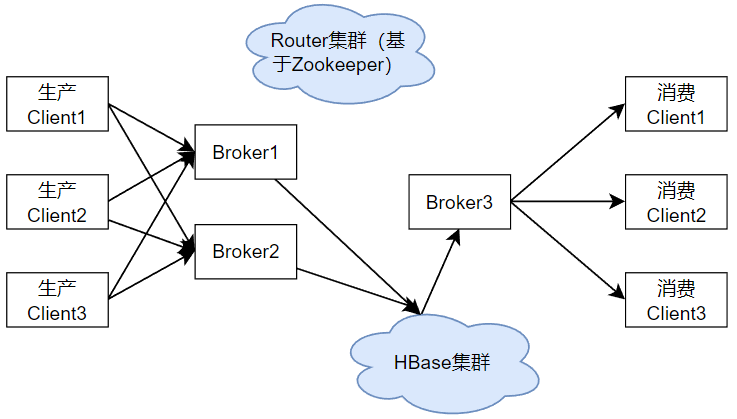 Router集群（基
于Zookeeper）
生产
Client1
生产
Client2
生产
Client3
Broker1
Broker2
Broker3
HBase集群
消费
Client1
消费
Client2
消费
Client3